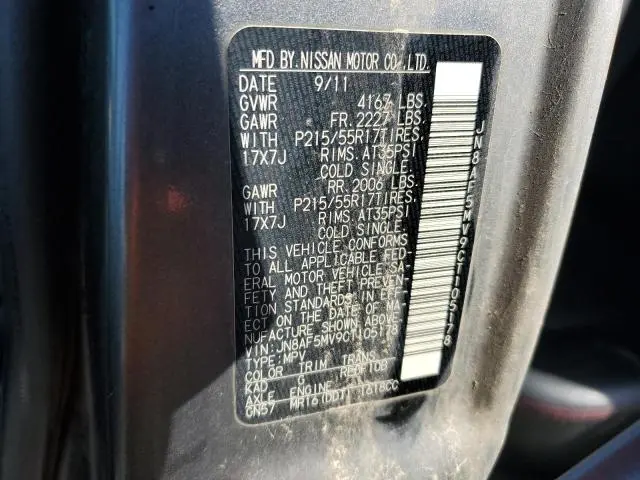 MFD BY. NISSAN MOTOR CO., LTD.
DATE 9/11
GVWR 4167 LBS.
GAWR FR. 2227 LBS.
WITH P215/55R17TIRES.
17X7J RIMS. AT35PSI
COLD SINGLE.
GAWR RR. 2006 LBS.
WITH P215/55R17TIRES.
17X7J RIMS. AT35PSI
COLD SINGLE.
THIS VEHICLE CONFORMS
TO ALL APPLICABLE FED-
ERAL MOTOR VEHICLE SA-
FETY AND THEFT PREVEN-
TION STANDARDS IN EFF-
ECT ON THE DATE OF MA-
NUFACTURE SHOWN ABOVE.
VIN: JN8AF5MV9CT105178
TYPE: MPV
COLOR TRIM TRANS
KAD G RE0F10B
AXLE ENGINE
GN57 MR16(DDT) 1618CC
JN8AF5MV9CT105178